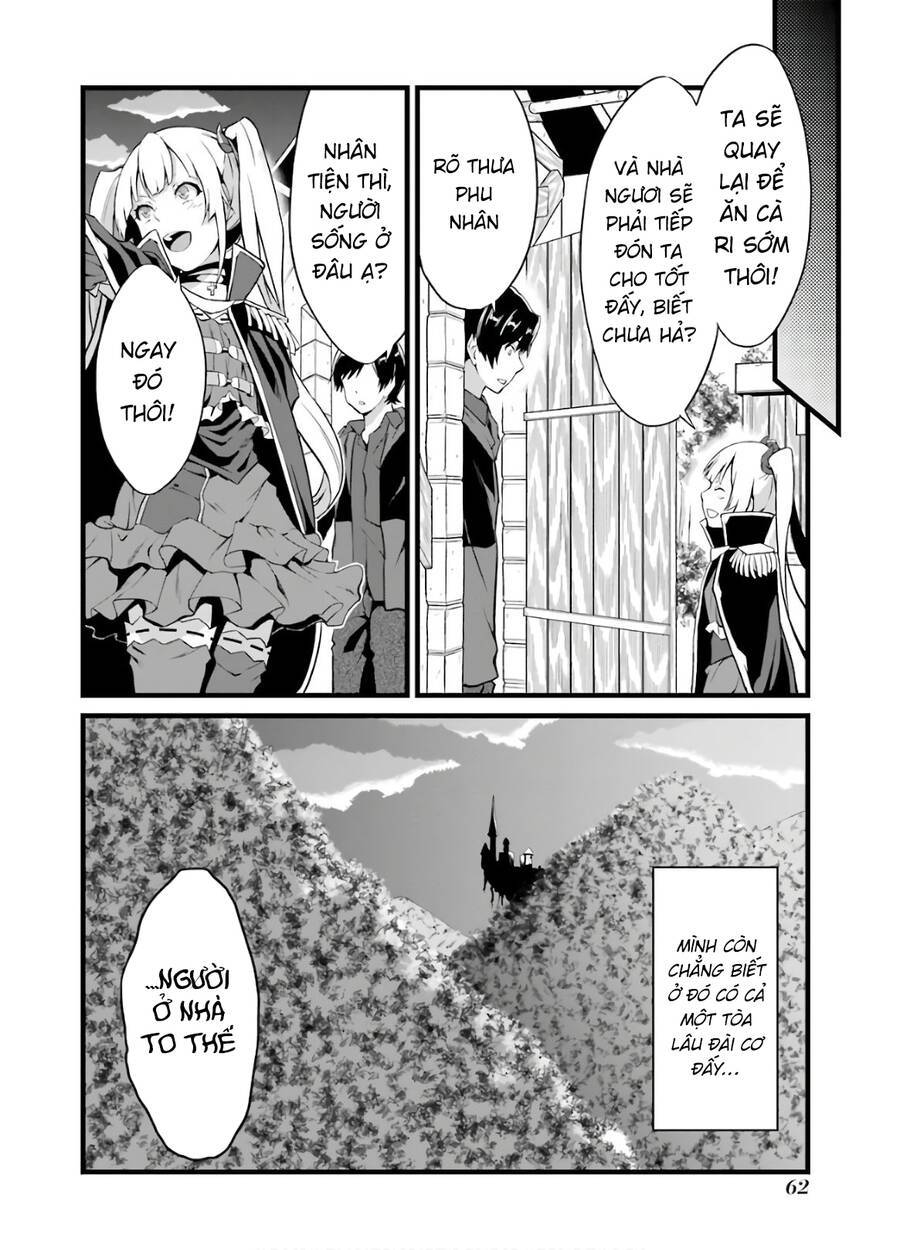 TA SẼ
QUAY
LẠI ĐỂ
ĂN CÀ
RI SỚM
THÔI!
VÀ NHÀ
NGƯƠI SẼ
PHẢI TIẾP
ĐÓN TA
CHO TỐT
ĐẤY, BIẾT
CHƯA HẢ?
RÕ THƯA
PHU
NHÂN
NHÂN
TIỆN THÌ,
NGƯỜI
SỐNG Ở
ĐÂU Ạ?
NGAY
ĐÓ
THÔI!
MÌNH CÒN
CHẲNG BIẾT
Ở ĐÓ CÓ CẢ
MỘT TÒA
LÂU ĐÀI CƠ
ĐẤY...
...NGƯỜI
Ở NHÀ
TO THẾ
62